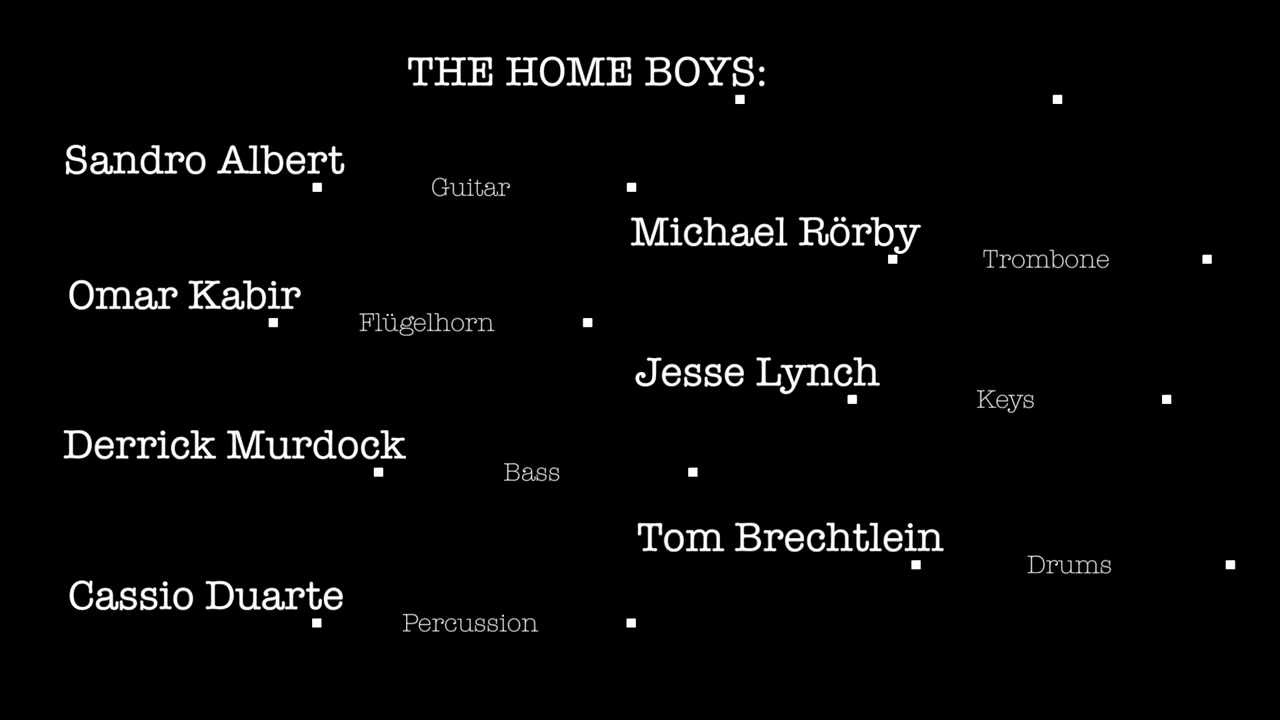 THE HOME BOYS:
Sandro Albert
Guitar
Michael Rörby
Trombone
Omar Kabir
Flügelhorn
Jesse Lynch
Keys
Derrick Murdock
Bass
Tom Brechtlein
Drums
Cassio Duarte
Percussion